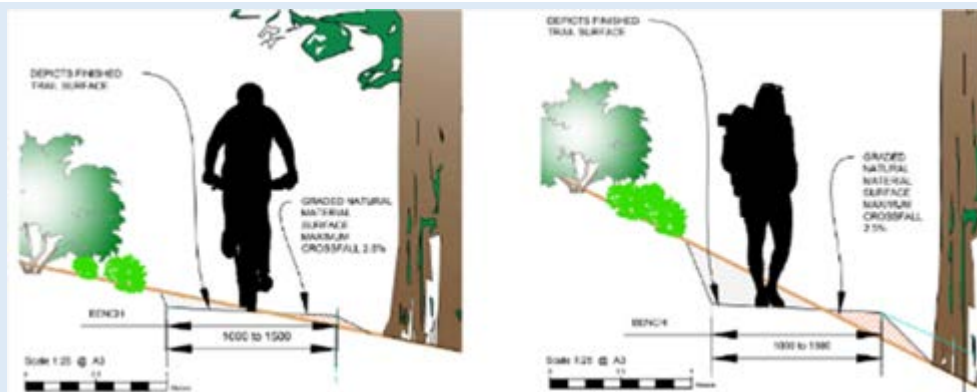 DEPICTS FINISHED
TRAIL SURFACE
GRADED NATURAL
MATERIAL
SURFACE
MAXIMUM
CROSSFALL 2.5%
BENCH
1000 to 1500
Scale 1:25 @ A3
DEPICTS FINISHED
TRAIL SURFACE
GRADED
NATURAL
MATERIAL
SURFACE
MAXIMUM
CROSSFALL
2.5%
BENCH
1000 to 1500
Scale 1:25 @ A3